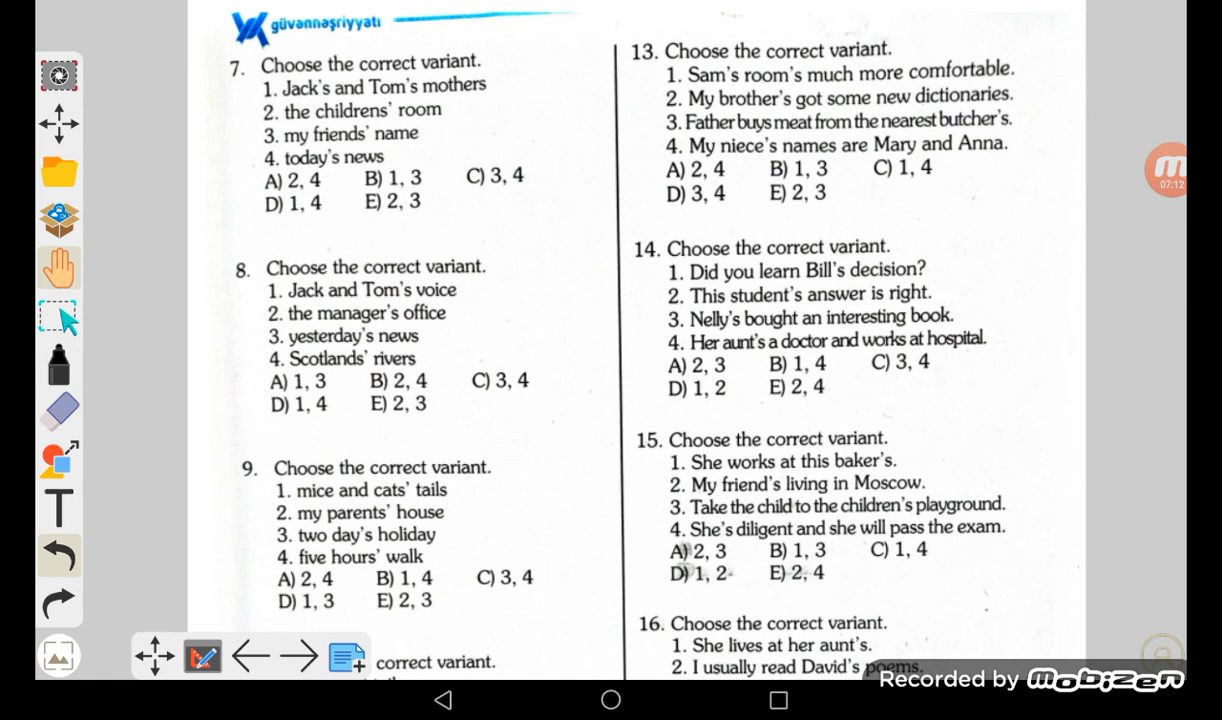 güvənnəşriyyatı
7. Choose the correct variant.
1. Jack's and Tom's mothers
2. the childrens' room
3. my friends' name
4. today's news
A) 2, 4 B) 1, 3 C) 3, 4
D) 1, 4 E) 2, 3
8. Choose the correct variant.
1. Jack and Tom's voice
2. the manager's office
3. yesterday's news
4. Scotlands' rivers
A) 1, 3 B) 2, 4 C) 3, 4
D) 1, 4 E) 2, 3
9. Choose the correct variant.
1. mice and cats' tails
2. my parents' house
3. two day's holiday
4. five hours' walk
A) 2, 4 B) 1, 4 C) 3, 4
D) 1, 3 E) 2, 3
correct variant.
13. Choose the correct variant.
1. Sam's room's much more comfortable.
2. My brother's got some new dictionaries.
3. Father buys meat from the nearest butcher's.
4. My niece's names are Mary and Anna.
A) 2, 4 B) 1, 3 C) 1, 4
D) 3, 4 E) 2, 3
14. Choose the correct variant.
1. Did you learn Bill's decision?
2. This student's answer is right.
3. Nelly's bought an interesting book.
4. Her aunt's a doctor and works at hospital.
A) 2, 3 B) 1, 4 C) 3, 4
D) 1, 2 E) 2, 4
15. Choose the correct variant.
1. She works at this baker's.
2. My friend's living in Moscow.
3. Take the child to the children's playground.
4. She's diligent and she will pass the exam.
A) 2, 3 B) 1, 3 C) 1, 4
D) 1, 2 E) 2, 4
16. Choose the correct variant.
1. She lives at her aunt's.
2. I usually read David's poems.
07:12
T
Recorded by mobizen